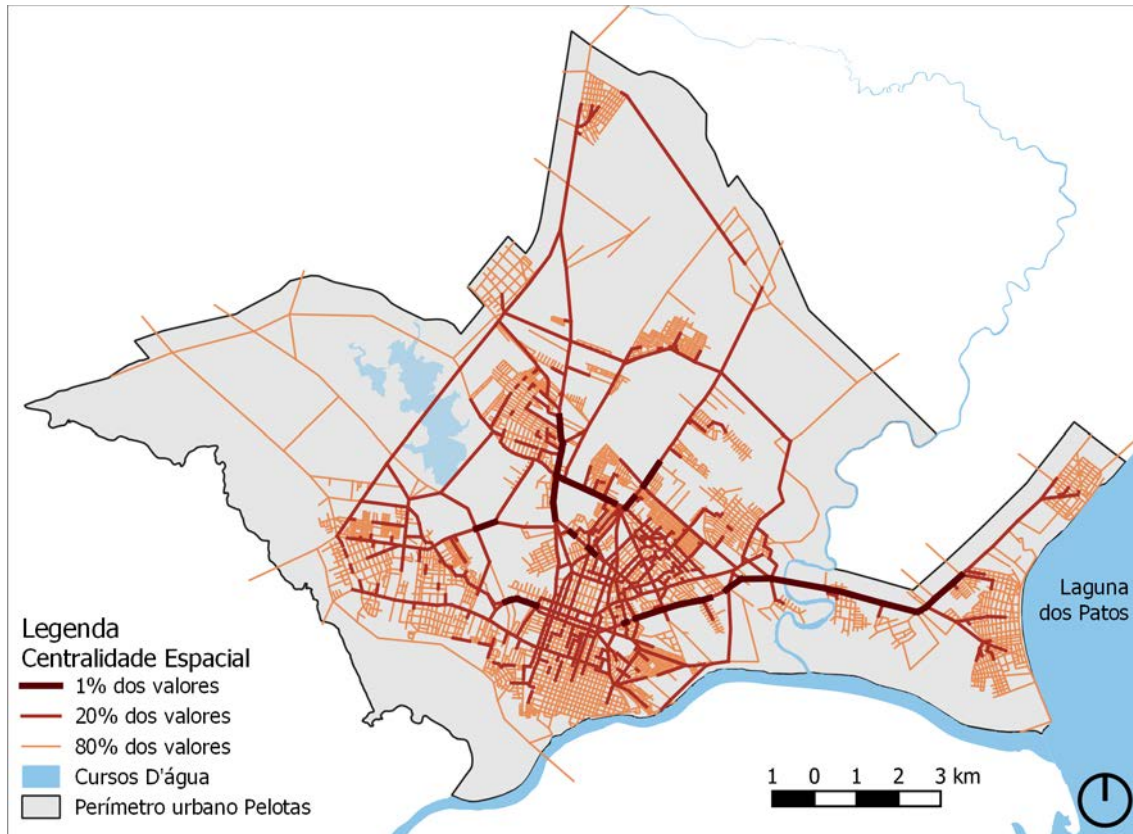 Laguna
dos Patos
Legenda
Centralidade Espacial
1% dos valores
20% dos valores
80% dos valores
Cursos D'água
Perímetro urbano Pelotas
1 0 1 2 3 km